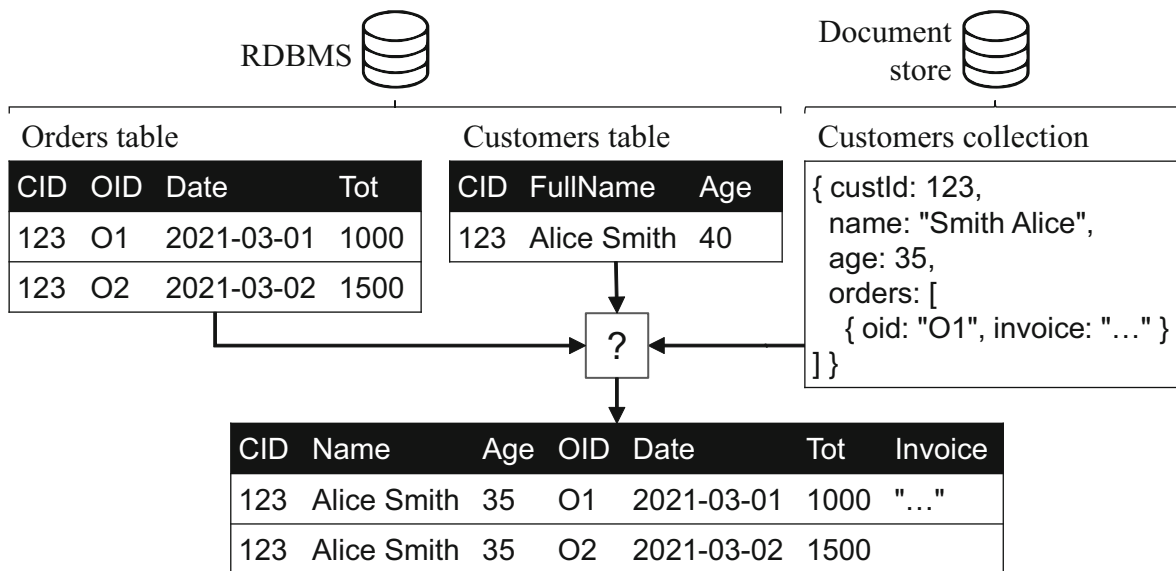 RDBMS
Document
store
Orders table
Customers table
Customers collection
CID OID Date Tot
123 O1 2021-03-01 1000
123 O2 2021-03-02 1500
CID FullName Age
123 Alice Smith 40
{ custId: 123,
name: "Smith Alice",
age: 35,
orders: [
{ oid: "O1", invoice: "…" }
] }
?
CID Name Age OID Date Tot Invoice
123 Alice Smith 35 O1 2021-03-01 1000 "…"
123 Alice Smith 35 O2 2021-03-02 1500